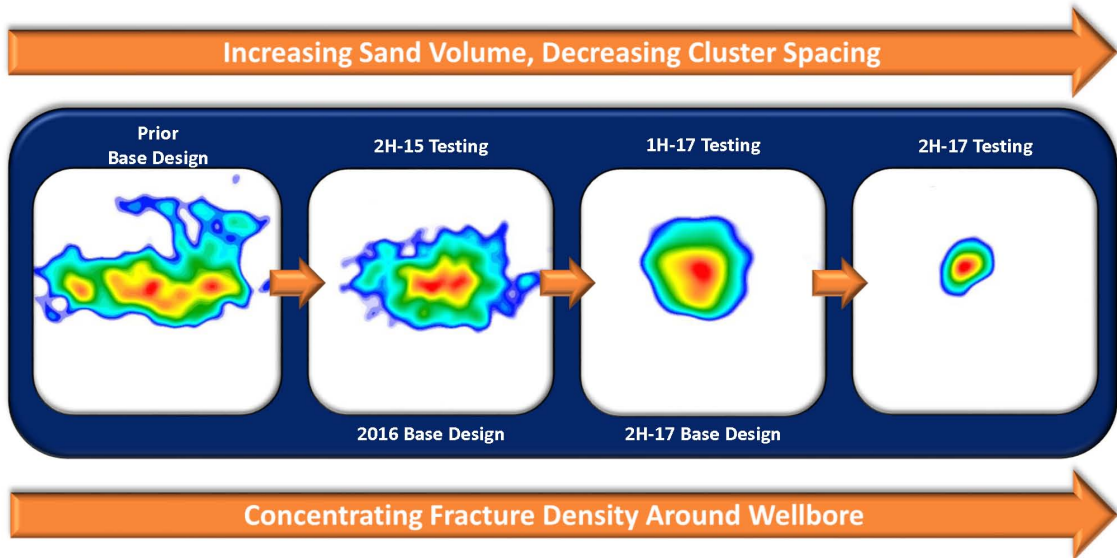 Increasing Sand Volume, Decreasing Cluster Spacing
Prior
Base Design
2H-15 Testing
1H-17 Testing
2H-17 Testing
2016 Base Design
2H-17 Base Design
Concentrating Fracture Density Around Wellbore